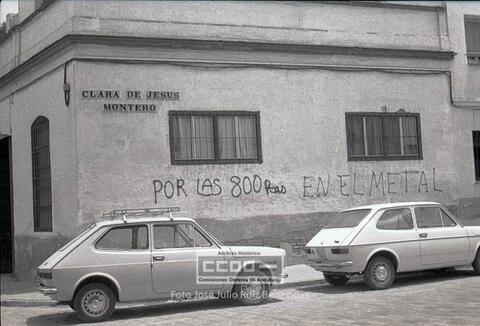 CLARA DE JESUS
MONTERO
POR LAS 800 Ptas EN EL METAL
Archivo Histórico
CCOO
Comisiones Obreras de Andalucía
Foto José Julio Ruiz Benavides